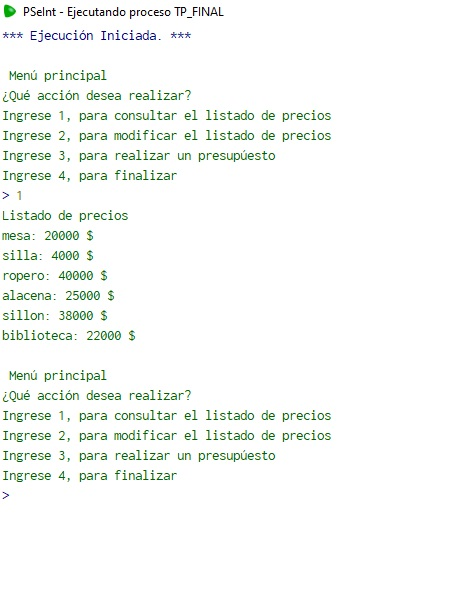 PSeInt - Ejecutando proceso TP_FINAL
*** Ejecución Iniciada. ***
Menú principal
¿Qué acción desea realizar?
Ingrese 1, para consultar el listado de precios
Ingrese 2, para modificar el listado de precios
Ingrese 3, para realizar un presupúesto
Ingrese 4, para finalizar
> 1
Listado de precios
mesa: 20000 $
silla: 4000 $
ropero: 40000 $
alacena: 25000 $
sillon: 38000 $
biblioteca: 22000 $
Menú principal
¿Qué acción desea realizar?
Ingrese 1, para consultar el listado de precios
Ingrese 2, para modificar el listado de precios
Ingrese 3, para realizar un presupúesto
Ingrese 4, para finalizar
>